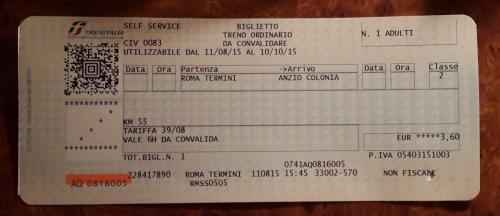 TRENITALIA
SELF SERVICE BIGLIETTO
TRENO ORDINARIO N. 1 ADULTI
CIV 0083 DA CONVALIDARE
UTILIZZABILE DAL 11/08/15 AL 10/10/15
Data Ora Partenza ->Arrivo Data Ora Classe
ROMA TERMINI ANZIO COLONIA 2
KM 55
TARIFFA 39/08
VALE 6H DA CONVALIDA EUR *****3,60
TOT.BIGL.N. 1 P.IVA 05403151003
0741AQ0816005
228417890 ROMA TERMINI 110815 15:45 33002-570 NON FISCALE
AQ 0816005 RMSS0505